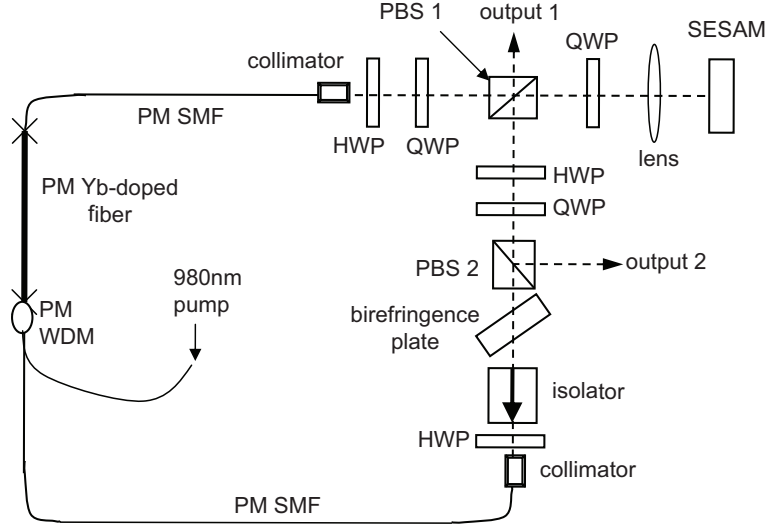 PBS 1
output 1
QWP
SESAM
collimator
PM SMF
HWP
QWP
lens
HWP
QWP
PM Yb-doped
fiber
980nm
pump
PBS 2
output 2
PM
WDM
birefringence
plate
isolator
HWP
collimator
PM SMF